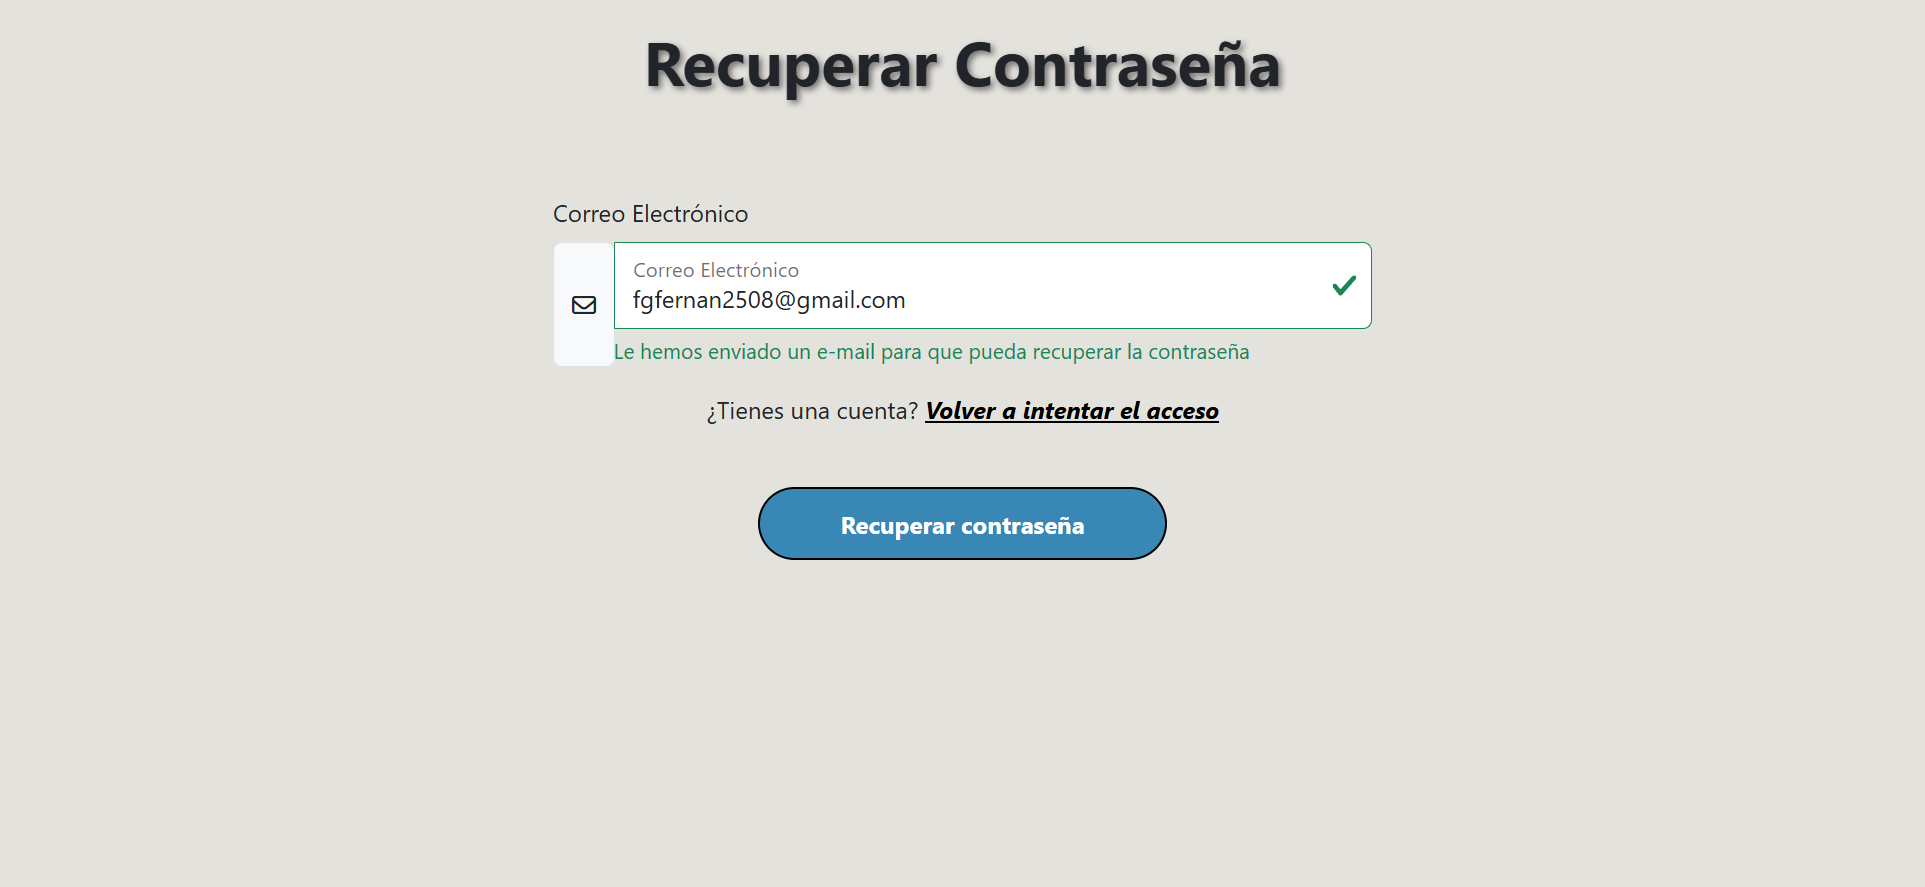 Recuperar Contraseña
Correo Electrónico
Correo Electrónico
fgfernan2508@gmail.com
Le hemos enviado un e-mail para que pueda recuperar la contraseña
¿Tienes una cuenta? Volver a intentar el acceso
Recuperar contraseña